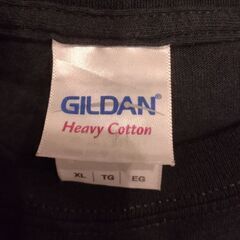 GILDAN®
Heavy Cotton
XL | TG | EG